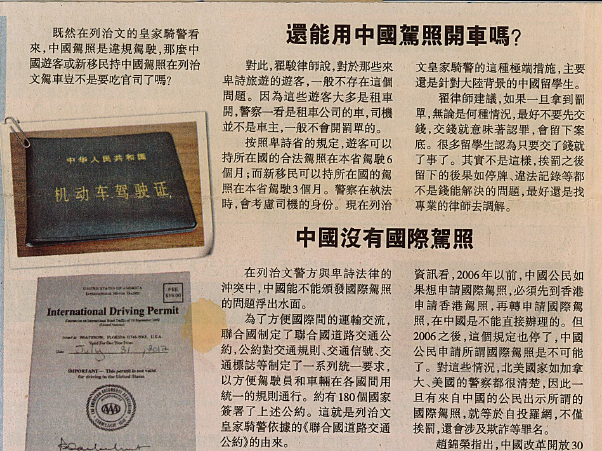 既然在列治文的皇家騎警看
來，中國駕照是違規駕駛，那麼中
國遊客或新移民持中國駕照在列治
文駕車豈不是要吃官司了嗎？
還能用中國駕照開車嗎？
對此，翟駿律師說，對於那些來
卑詩旅遊的遊客，一般不存在這個
問題。因為這些遊客大多是租車
開，警察一看是租車公司的車，司機
並不是車主，一般不會開罰單的。
按照卑詩省的規定，遊客可以
持所在國的合法駕照在本省駕駛6
個月；而新移民可以持所在國的駕
照在本省駕駛3個月。警察在執法
時，會考慮司機的身份。現在列治
文皇家騎警的這種極端措施，主要
還是針對大陸背景的中國留學生。
翟律師建議，如果一旦拿到罰
單，無論是何種情況，最好不要先交
錢，交錢就意味著認罪，會留下案
底。很多留學生認為只要交了錢就
了事了。其實不是這樣，挨罰之後
留下的後果如停牌、違法記錄等都
不是錢能解決的問題，最好還是找
專業的律師去調解。
中华人民共和国
机动车驾驶证
中國沒有國際駕照
在列治文警方與卑詩法律的
沖突中，中國能不能頒發國際駕照
的問題浮出水面。
為了方便國際間的運輸交流，
聯合國制定了聯合國道路交通公
約，公約對交通規則、交通信號、交
通標誌等制定了一系列統一要求，
以方便駕駛員和車輛在各國間用
統一的規則通行。約有180個國家
簽署了上述公約。這就是列治文
皇家騎警依據的《聯合國道路交通
公約》的由來。
資訊看，2006年以前，中國公民如
果想申請國際駕照，必須先到香港
申請香港駕照，再轉申請國際駕
照，在中國是不能直接辦理的。但
2006之後，這個規定也停了，中國
公民申請所謂國際駕照是不可能
了。對這些情況，北美國家如加拿
大、美國的警察都很清楚，因此一
旦有來自中國的公民出示所謂的
國際駕照，就等於自投羅網，不僅
挨罰，還會涉及欺詐等罪名。
趙錦榮指出，中國改革開放30
UNITED STATES OF AMERICA
FEE
International Driving Permit
July 31 2012
IMPORTANT — This permit is not valid
for driving in the United States
AAA